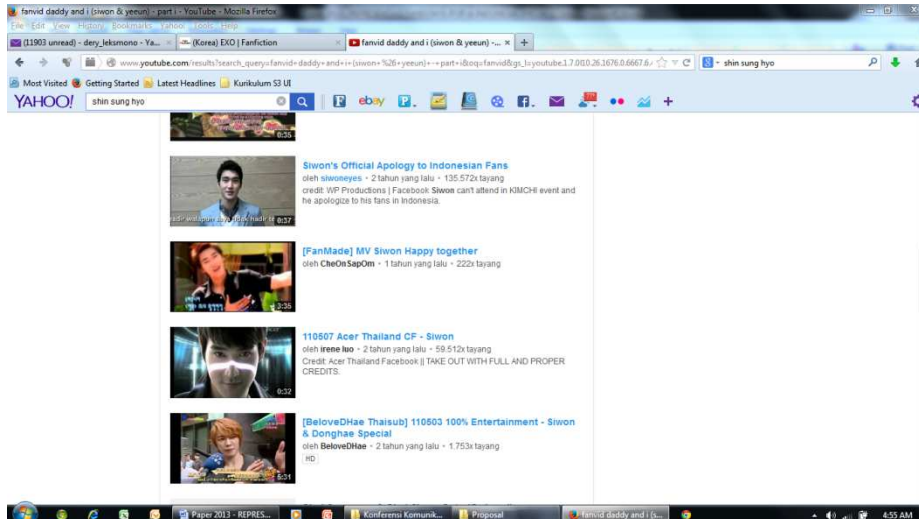 fanvid daddy and i (siwon & yeeun) - part i - YouTube - Mozilla Firefox
File Edit View History Bookmarks Yahoo! Tools Help
(11903 unread) - dery_leksmono - Ya...
(Korea) EXO | Fanfiction
fanvid daddy and i (siwon & yeeun) -...
shin sung hyo
Most Visited Getting Started Latest Headlines Kurikulum S3 UI
YAHOO! shin sung hyo
ebay
0:35
Siwon's Official Apology to Indonesian Fans
oleh siwoneyes • 2 tahun yang lalu • 135.572x tayang
credit: WP Productions | Facebook Siwon can't attend in KIMCHI event and
he apologize to his fans in Indonesia.
0:37
[FanMade] MV Siwon Happy together
oleh CheOnSapOm • 1 tahun yang lalu • 222x tayang
3:35
110507 Acer Thailand CF - Siwon
oleh irene luo • 2 tahun yang lalu • 59.512x tayang
Credit: Acer Thailand Facebook || TAKE OUT WITH FULL AND PROPER
CREDITS.
0:32
[BeloveDHae Thaisub] 110503 100% Entertainment - Siwon
& Donghae Special
oleh BeloveDHae • 2 tahun yang lalu • 1.753x tayang
HD
5:31
Paper 2013 - REPRES...
Konferensi Komunik...
Proposal
fanvid daddy and i (s...
4:55 AM